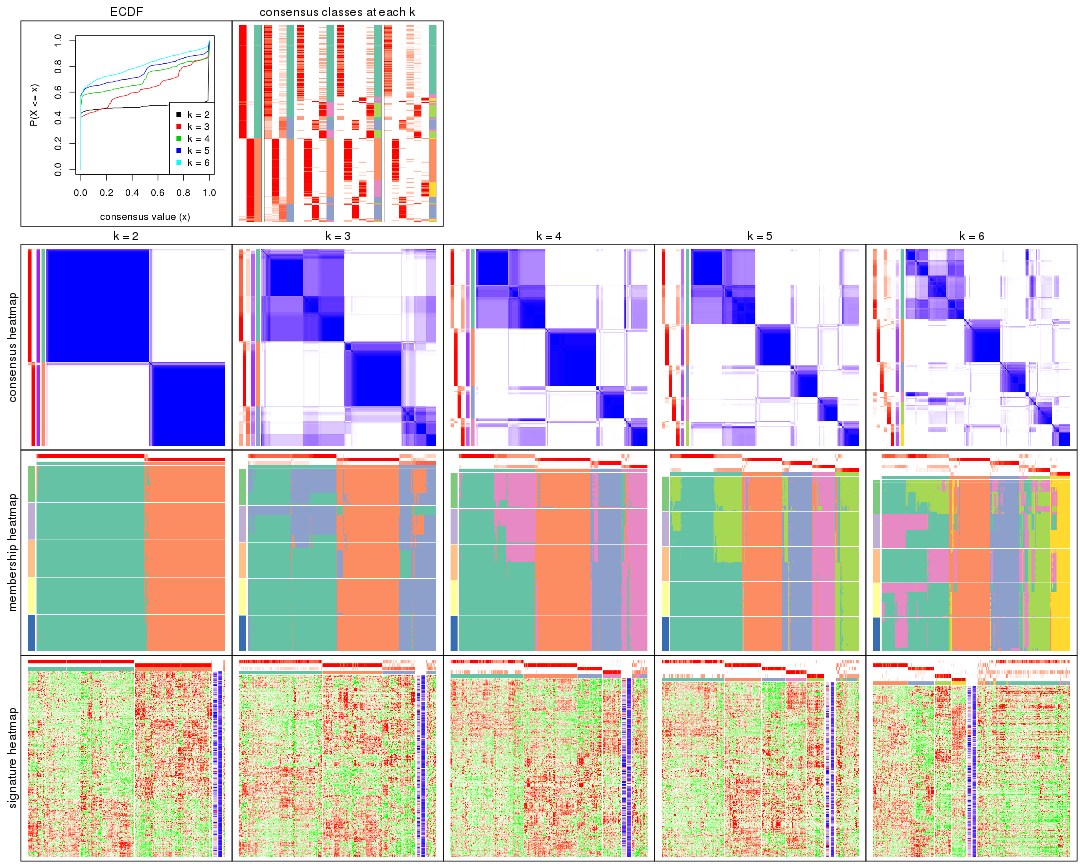 ECDF
consensus classes at each k
P(X <= x)
0.0 0.2 0.4 0.6 0.8 1.0
k = 2
k = 3
k = 4
k = 5
k = 6
0.0 0.2 0.4 0.6 0.8 1.0
consensus value (x)
k = 2
k = 3
k = 4
k = 5
k = 6
consensus heatmap
membership heatmap
signature heatmap